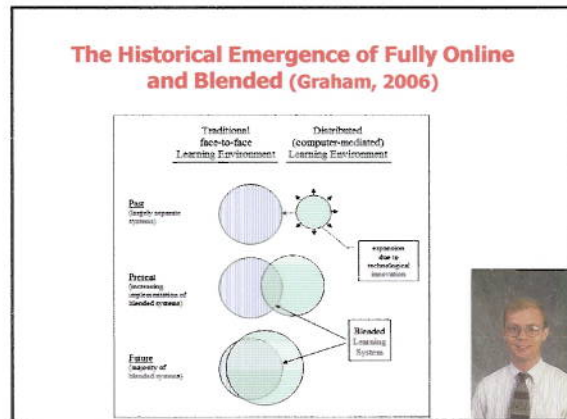 The Historical Emergence of Fully Online
and Blended (Graham, 2006)
Traditional
face-to-face
Learning Environment
Distributed
(computer-mediated)
Learning Environment
Past
(largely separate
systems)
expansion
due to
technological
innovation
Present
(increasing
implementation of
blended systems)
Blended
Learning
System
Future
(majority of
blended systems)